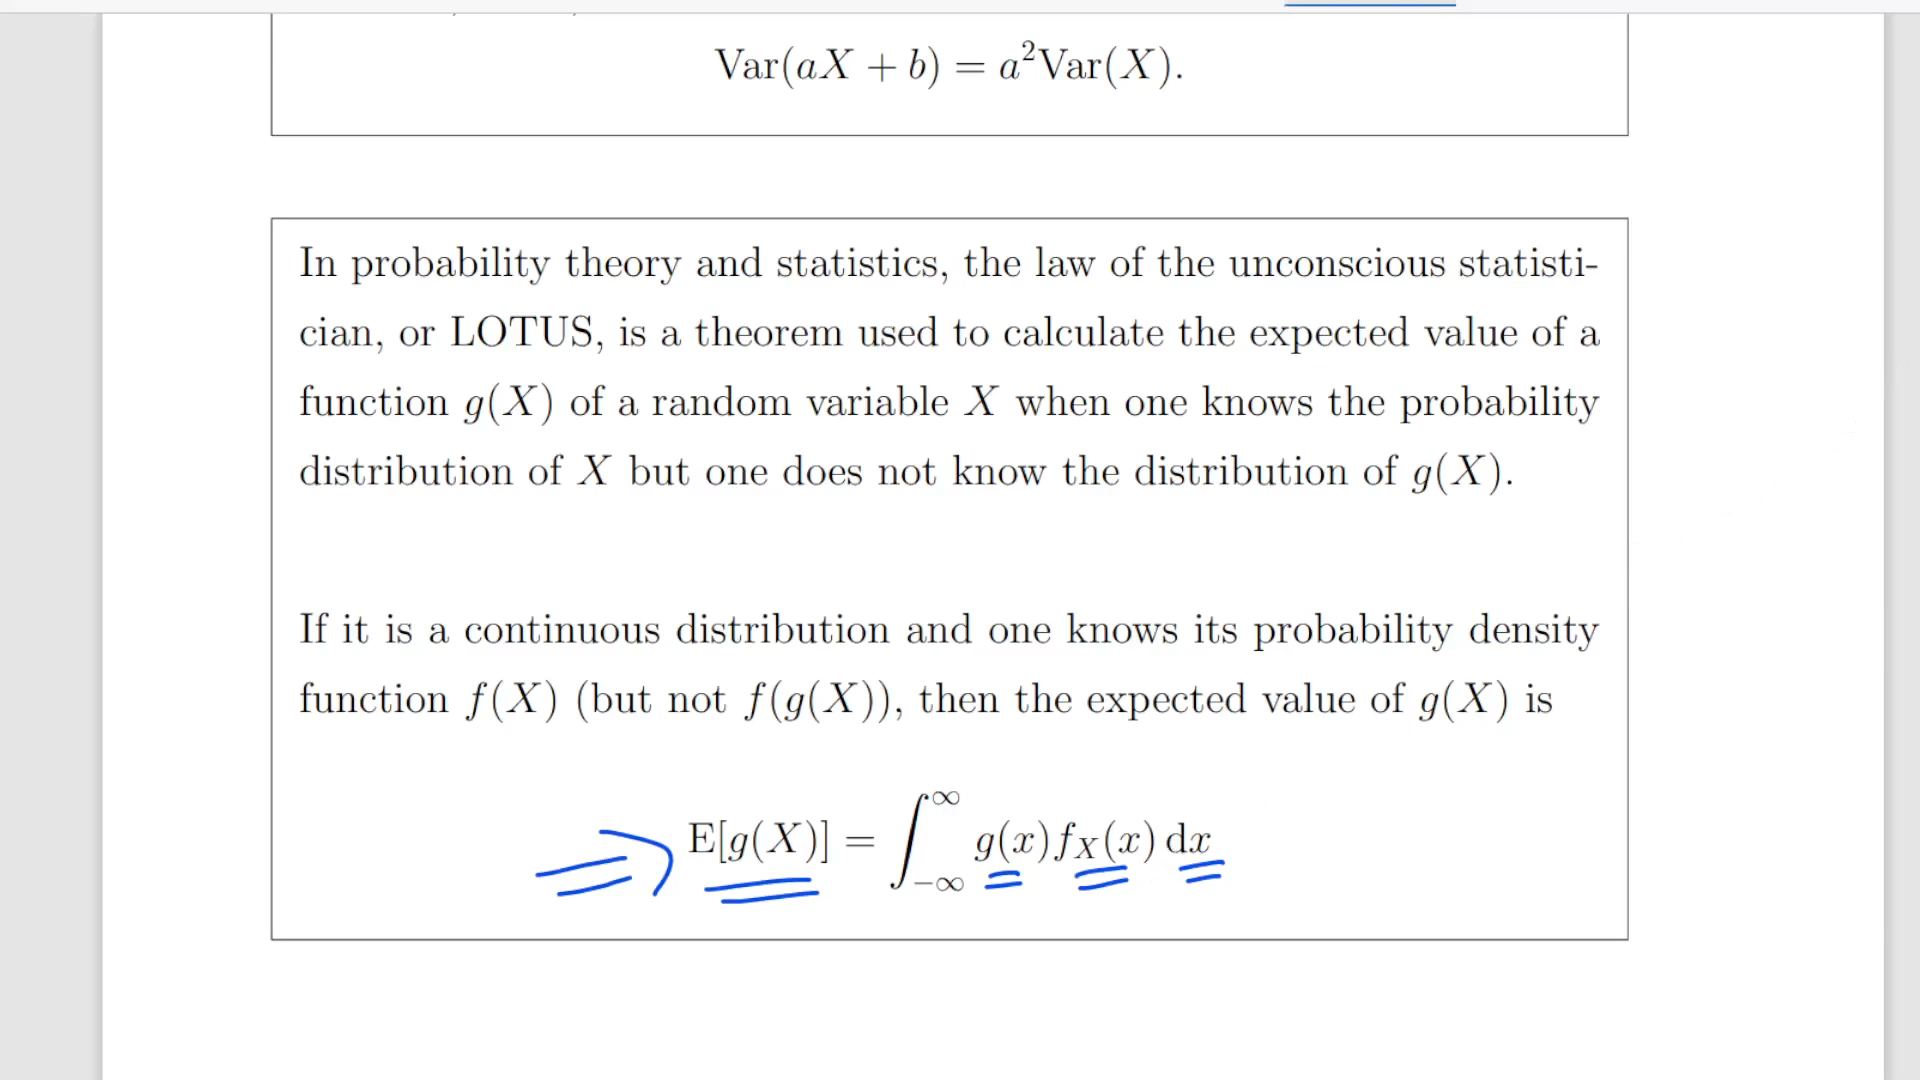 Var(aX + b) = a²Var(X).
In probability theory and statistics, the law of the unconscious statisti-
cian, or LOTUS, is a theorem used to calculate the expected value of a
function g(X) of a random variable X when one knows the probability
distribution of X but one does not know the distribution of g(X).
If it is a continuous distribution and one knows its probability density
function f(X) (but not f(g(X)), then the expected value of g(X) is
E[g(X)] = ∫_{-∞}^{∞} g(x) f_X(x) dx